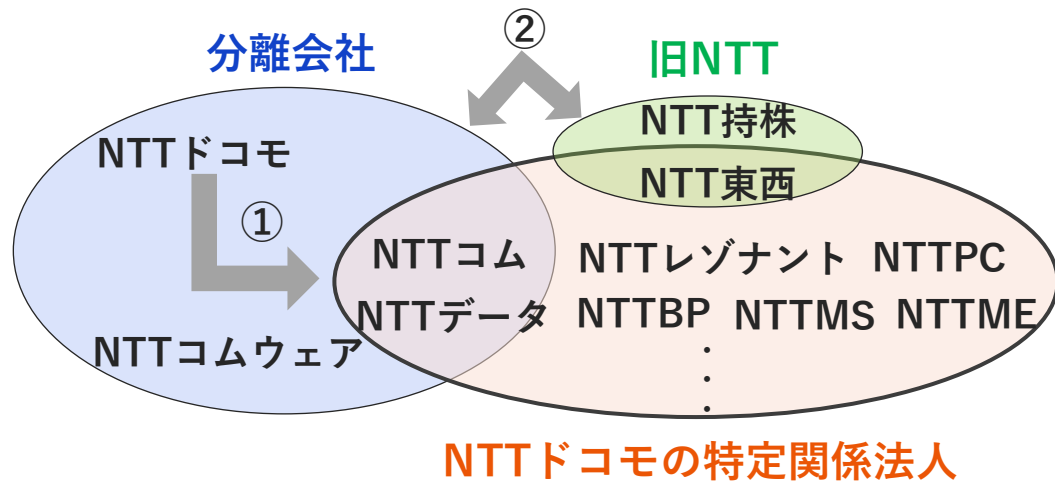 ②
分離会社
旧NTT
NTT持株
NTTドコモ
NTT東西
①
NTTコム
NTTレゾナント NTTPC
NTTデータ
NTTBP NTTMS NTTME
NTTコムウェア
・
・
・
NTTドコモの特定関係法人